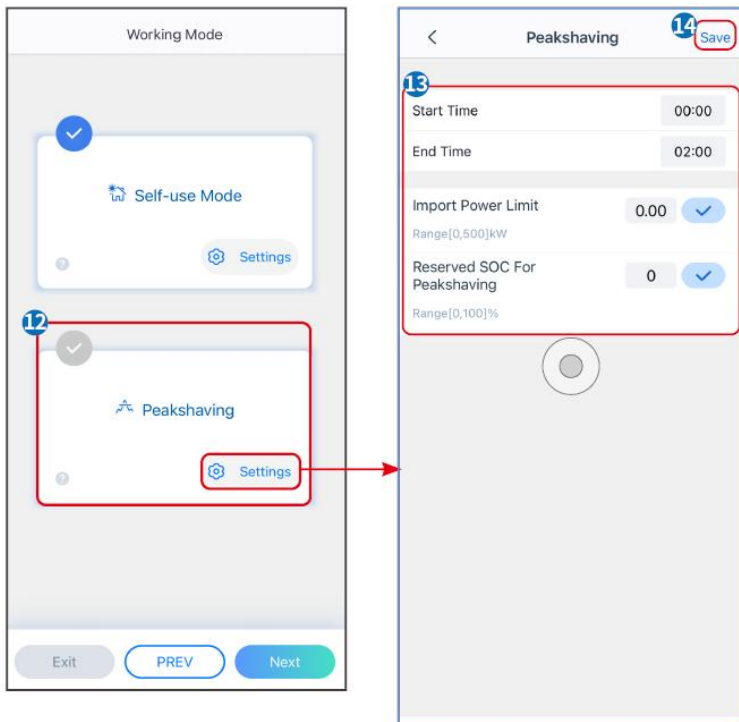 Working Mode
Self-use Mode
Settings
?
12
Peakshaving
Settings
?
Exit
PREV
Next
14
Peakshaving
Save
13
Start Time
00:00
End Time
02:00
Import Power Limit
0.00
Range[0,500]kW
Reserved SOC For
Peakshaving
0
Range[0,100]%